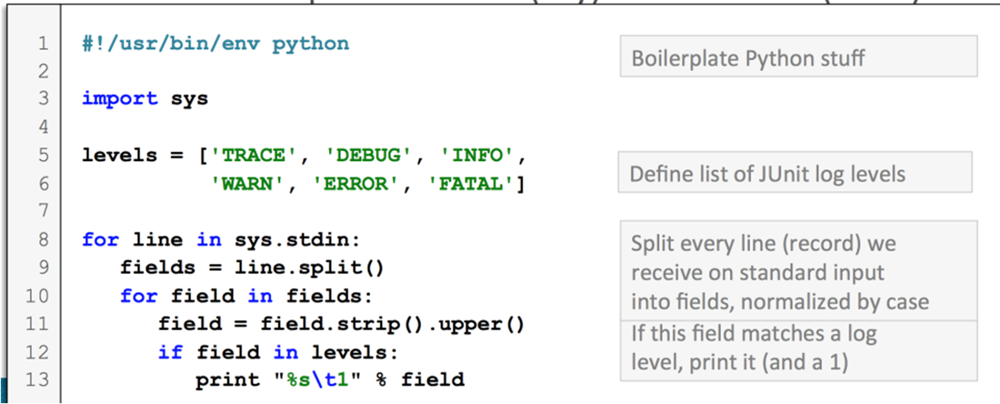 1 #!/usr/bin/env python
2
3 import sys
4
5 levels = ['TRACE', 'DEBUG', 'INFO',
6 'WARN', 'ERROR', 'FATAL']
7
8 for line in sys.stdin:
9 fields = line.split()
10 for field in fields:
11 field = field.strip().upper()
12 if field in levels:
13 print "%s\t1" % field
Boilerplate Python stuff
Define list of JUnit log levels
Split every line (record) we
receive on standard input
into fields, normalized by case
If this field matches a log
level, print it (and a 1)